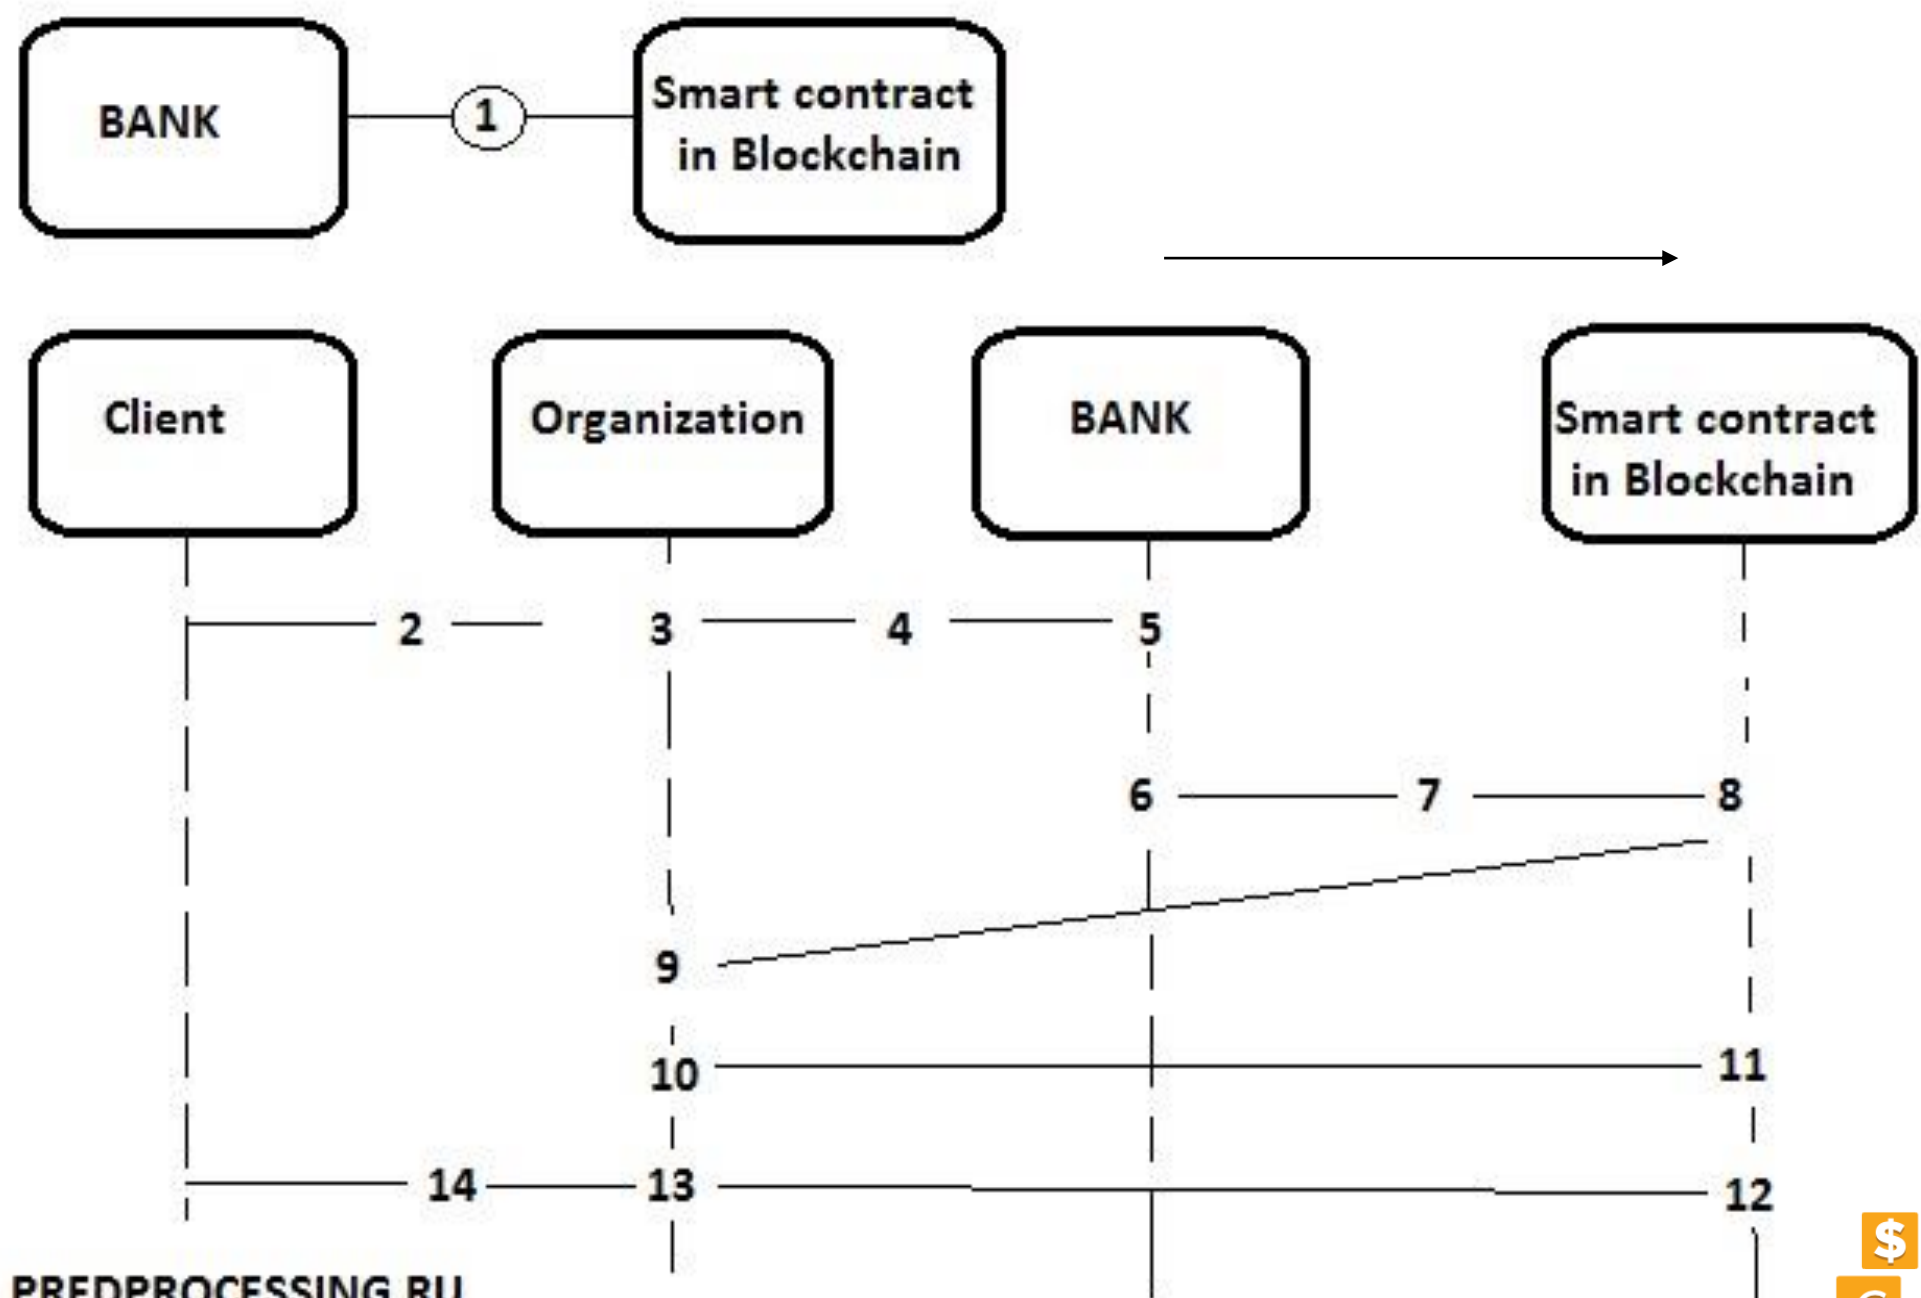 BANK
1
Smart contract
in Blockchain
Client
Organization
BANK
Smart contract
in Blockchain
2
3
4
5
6
7
8
9
10
11
14
13
12
$
PREDPROCESSING.RU